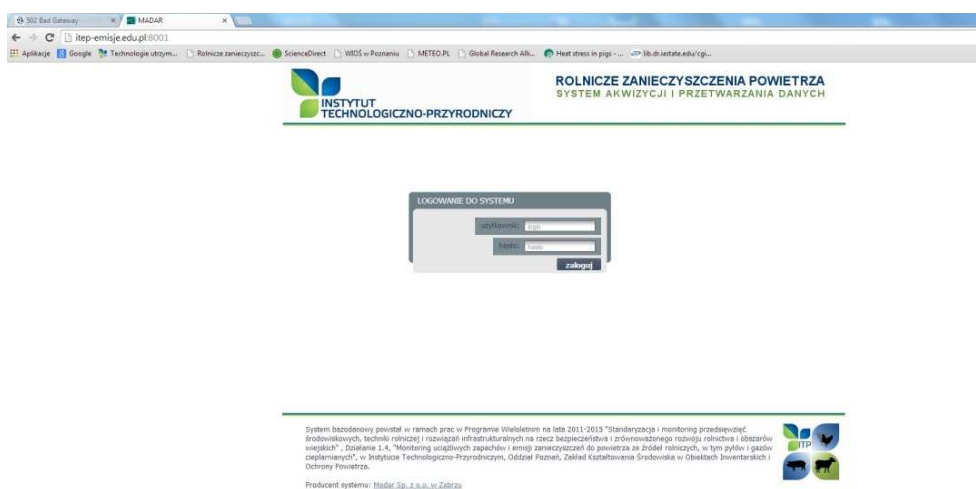 502 Bad Gateway
MADAR
itep-emisje.edu.pl:8001
Aplikacje Google Technologie utrzym... Rolnicze zanieczyszc... ScienceDirect WIOŚ w Poznaniu METEO.PL Global Research Alli... Heat stress in pigs - ... lib.dr.iastate.edu/cgi...
INSTYTUT
TECHNOLOGICZNO-PRZYRODNICZY
ROLNICZE ZANIECZYSZCZENIA POWIETRZA
SYSTEM AKWIZYCJI I PRZETWARZANIA DANYCH
LOGOWANIE DO SYSTEMU
użytkownik: login
hasło: hasło
zaloguj
System bazodanowy powstał w ramach prac w Programie Wieloletnim na lata 2011-2015 "Standaryzacja i monitoring przedsięwzięć
środowiskowych, techniki rolniczej i rozwiązań infrastrukturalnych na rzecz bezpieczeństwa i zrównoważonego rozwoju rolnictwa i obszarów
wiejskich" , Działanie 1.4, "Monitoring uciążliwych zapachów i emisji zanieczyszczeń do powietrza ze źródeł rolniczych, w tym pyłów i gazów
cieplarnianych", w Instytucie Technologiczno-Przyrodniczym, Oddział Poznań, Zakład Kształtowania Środowiska w Obiektach Inwentarskich i
Ochrony Powietrza.
ITP
Producent systemu: Madar Sp. z o.o. w Zabrzu